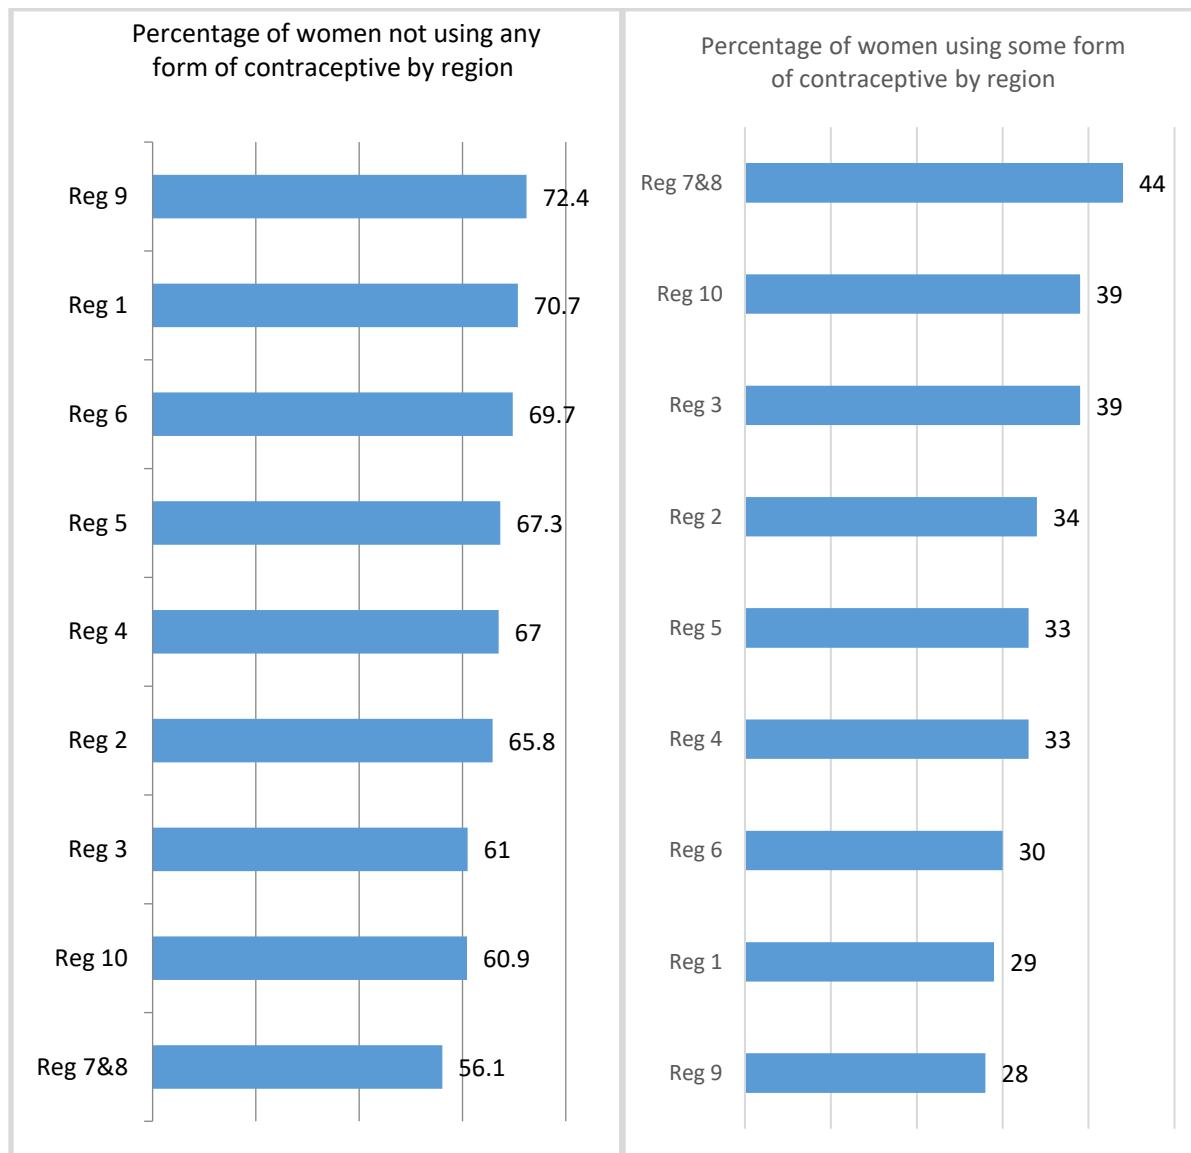 Percentage of women not using any
form of contraceptive by region
Reg 9 72.4
Reg 1 70.7
Reg 6 69.7
Reg 5 67.3
Reg 4 67
Reg 2 65.8
Reg 3 61
Reg 10 60.9
Reg 7&8 56.1
Percentage of women using some form
of contraceptive by region
Reg 7&8 44
Reg 10 39
Reg 3 39
Reg 2 34
Reg 5 33
Reg 4 33
Reg 6 30
Reg 1 29
Reg 9 28